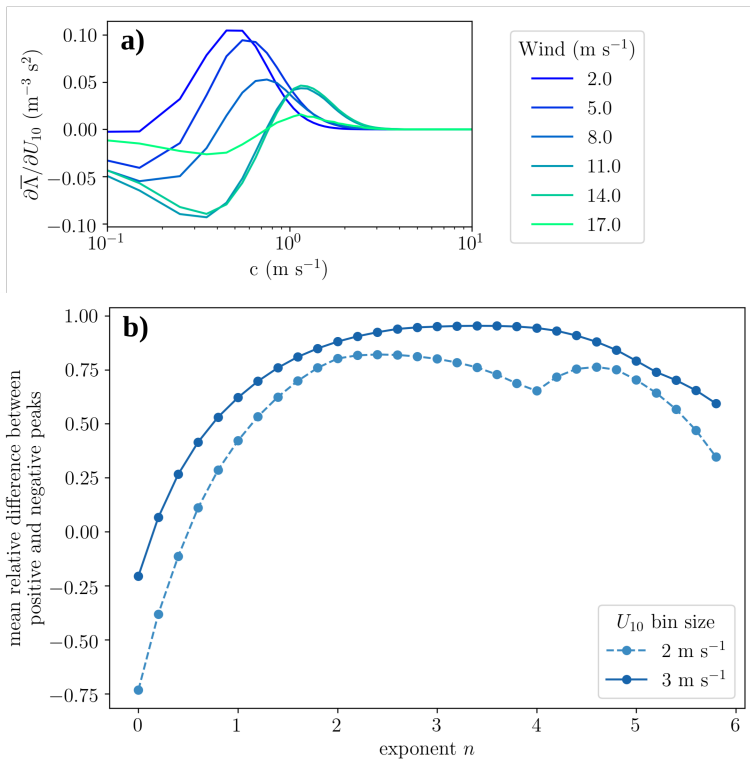 a)
∂Λ̅/∂U₁₀ (m⁻³ s²)
0.10
0.05
0.00
−0.05
−0.10
10⁻¹
10⁰
10¹
c (m s⁻¹)
Wind (m s⁻¹)
2.0
5.0
8.0
11.0
14.0
17.0
b)
mean relative difference between
positive and negative peaks
1.00
0.75
0.50
0.25
0.00
−0.25
−0.50
−0.75
0
1
2
3
4
5
6
exponent n
U₁₀ bin size
2 m s⁻¹
3 m s⁻¹